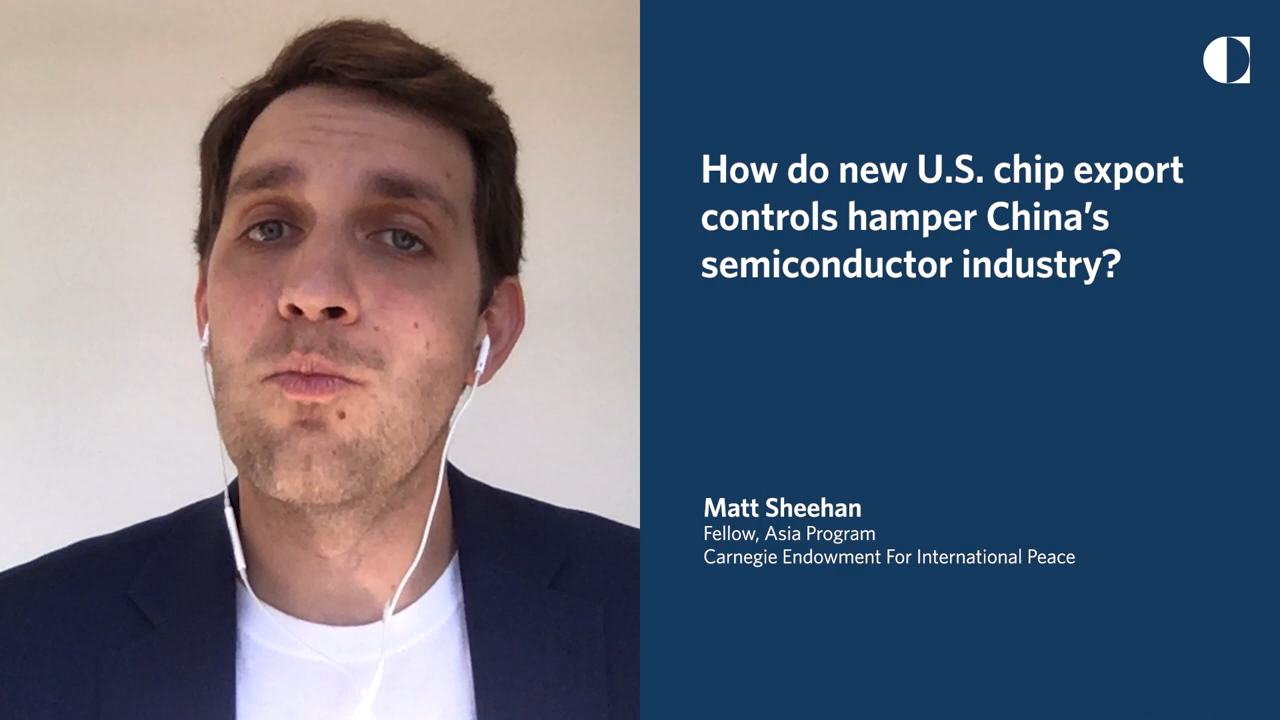 How do new U.S. chip export
controls hamper China's
semiconductor industry?
Matt Sheehan
Fellow, Asia Program
Carnegie Endowment For International Peace